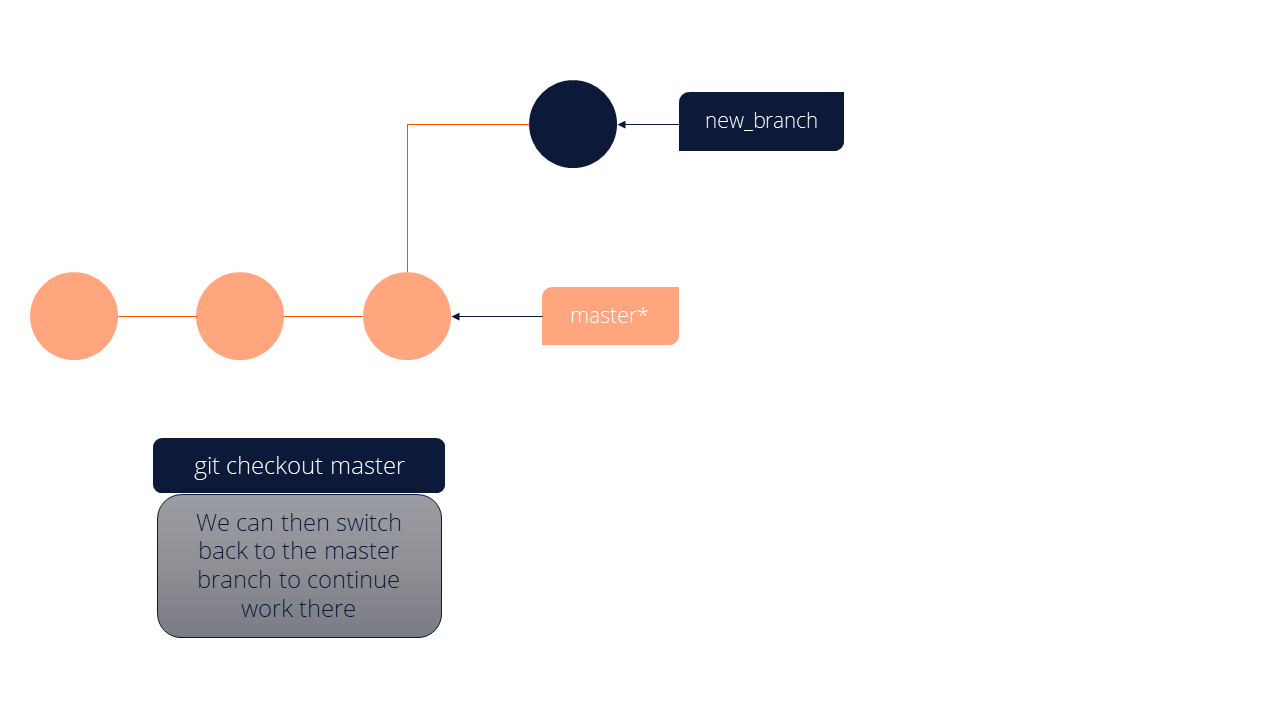 new_branch
master*
git checkout master
We can then switch
back to the master
branch to continue
work there